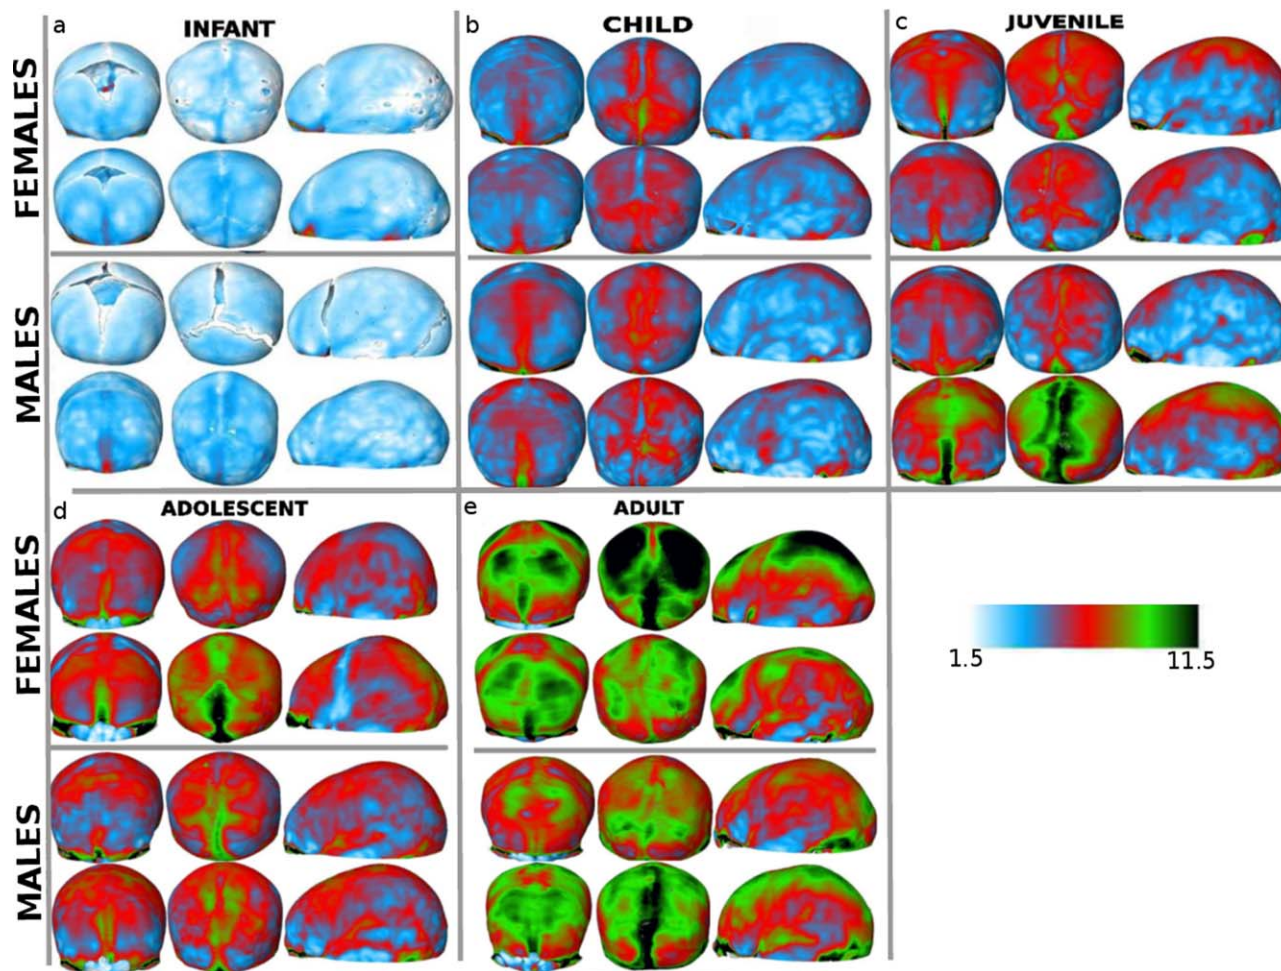 a INFANT
b CHILD
c JUVENILE
FEMALES
MALES
d ADOLESCENT
e ADULT
FEMALES
MALES
1.5 11.5